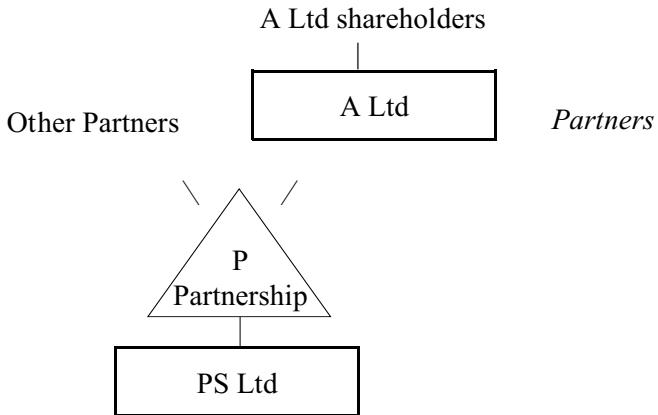 A Ltd shareholders
A Ltd
Other Partners
Partners
P
Partnership
PS Ltd